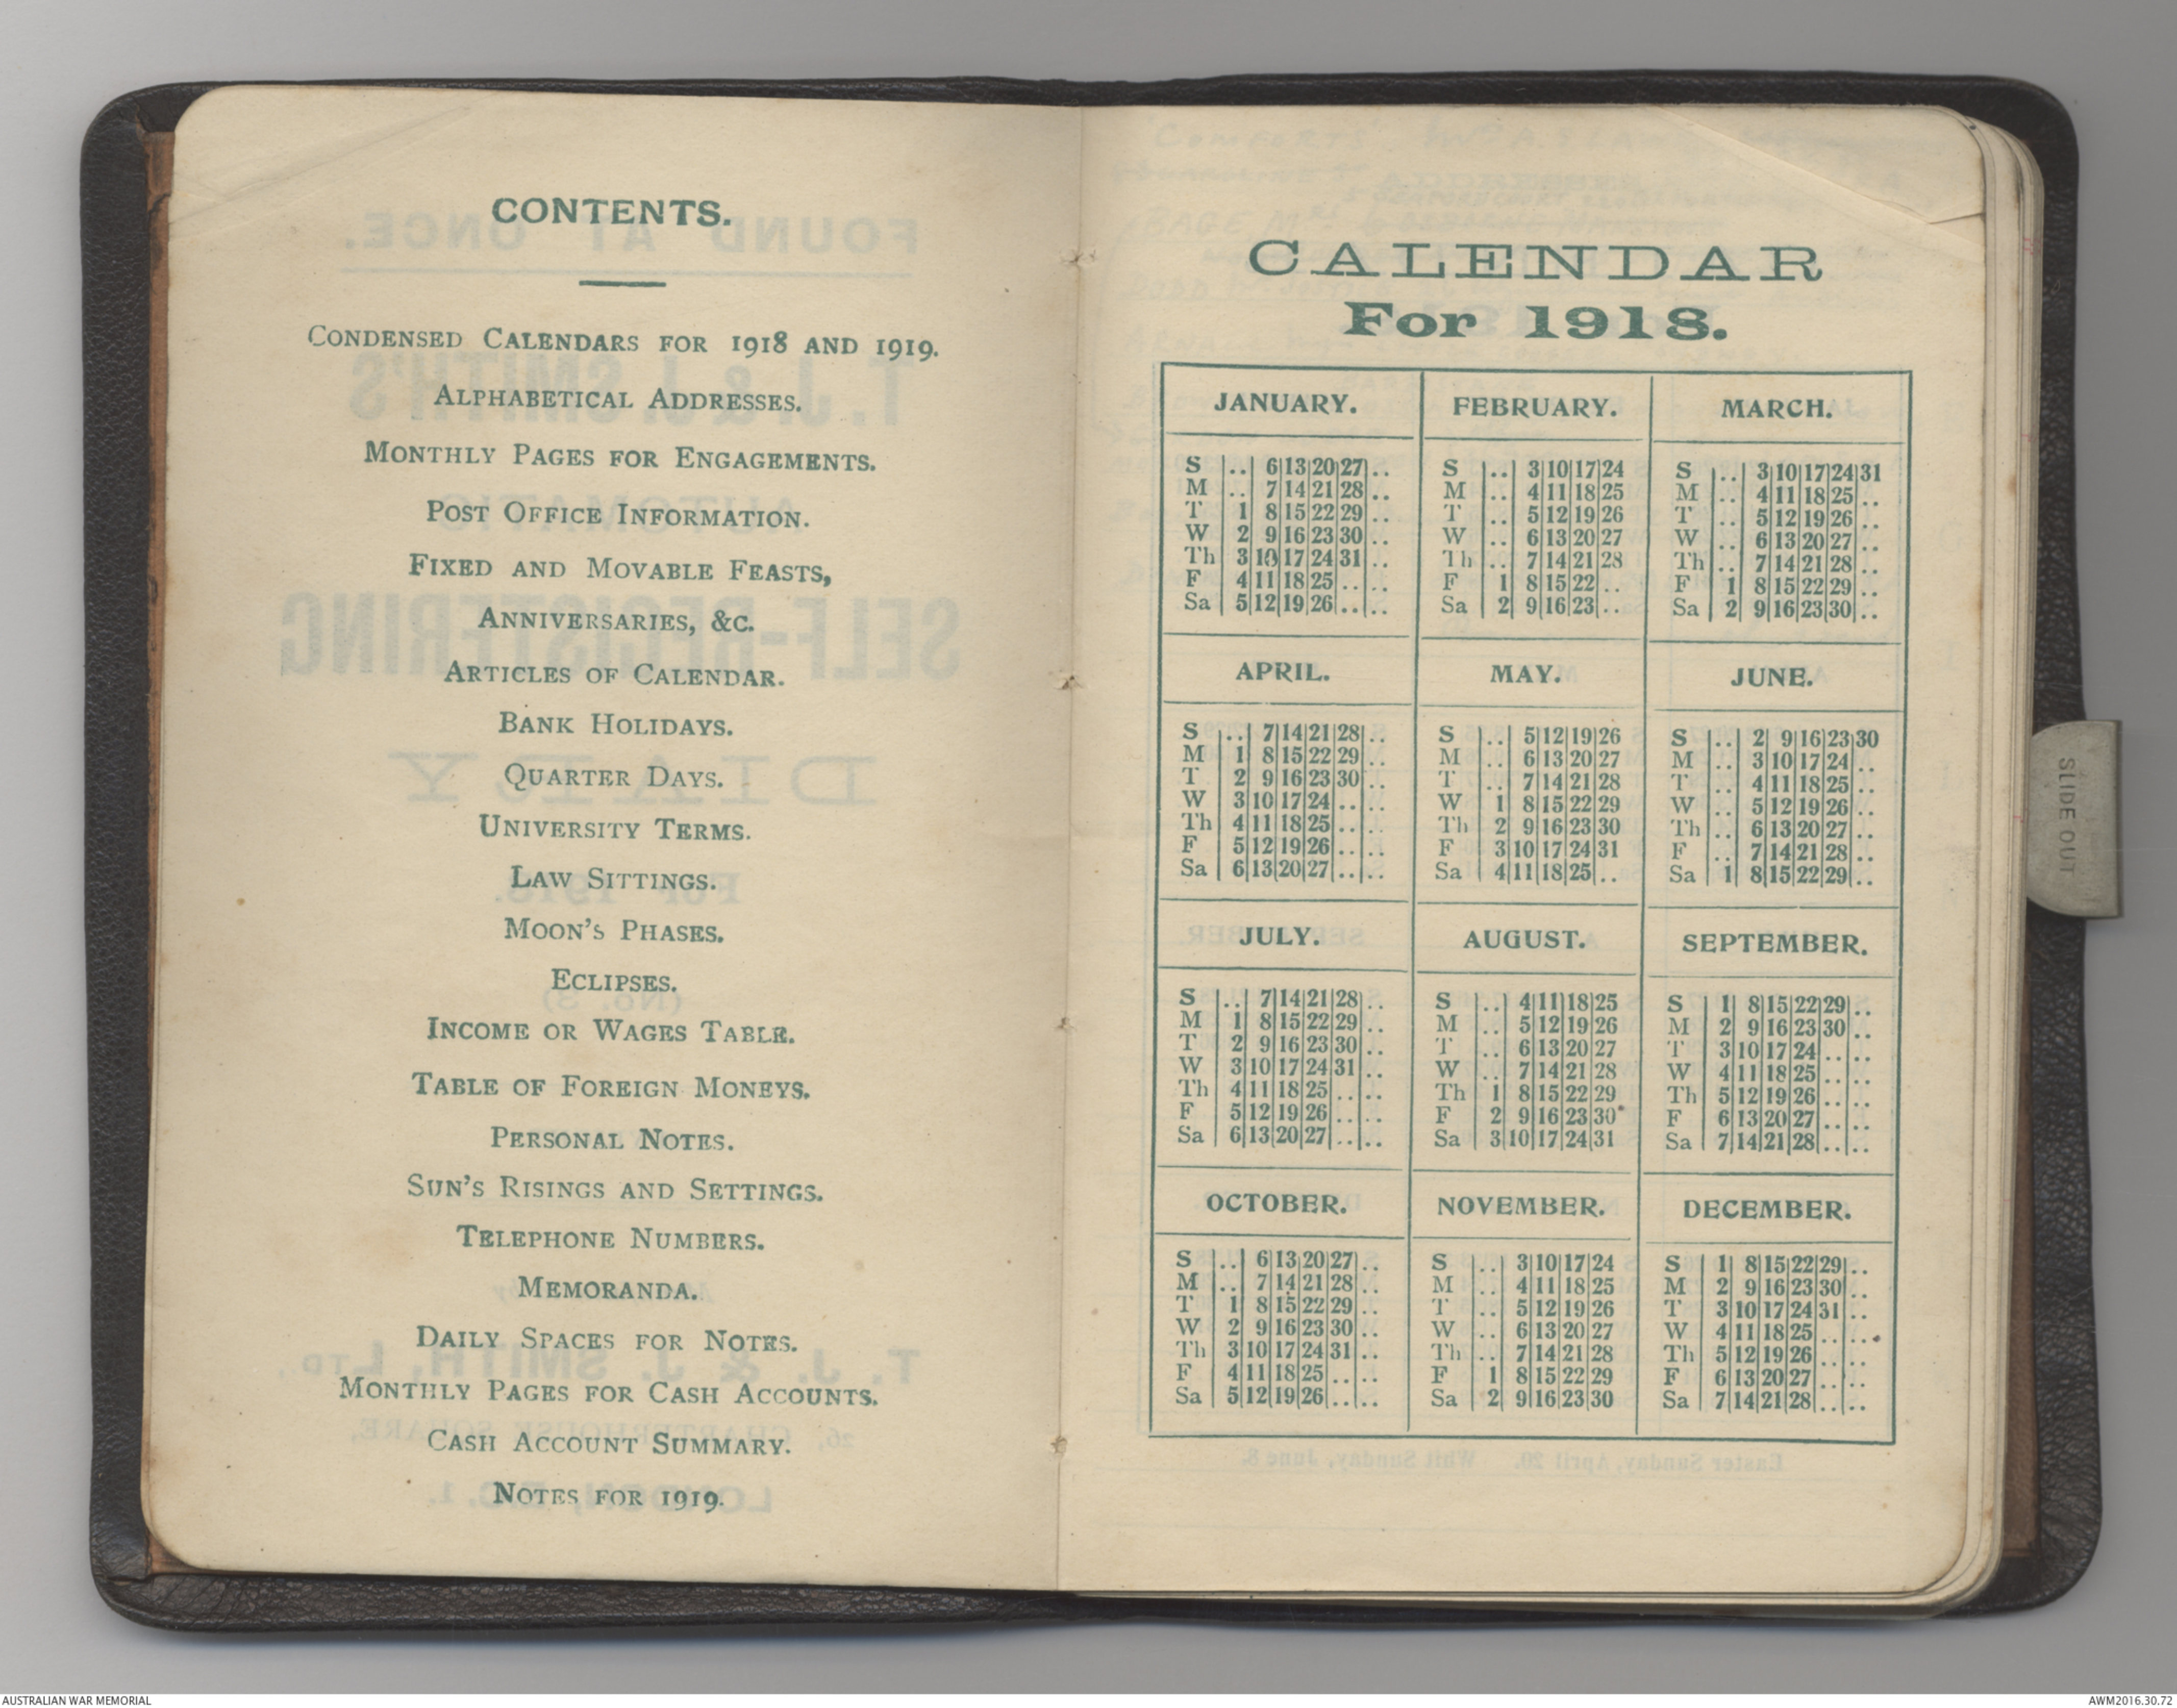 CONTENTS.
CONDENSED CALENDARS FOR 1918 AND 1919.
ALPHABETICAL ADDRESSES.
MONTHLY PAGES FOR ENGAGEMENTS.
POST OFFICE INFORMATION.
FIXED AND MOVABLE FEASTS,
ANNIVERSARIES, &C.
ARTICLES OF CALENDAR.
BANK HOLIDAYS.
QUARTER DAYS.
UNIVERSITY TERMS.
LAW SITTINGS.
MOON'S PHASES.
ECLIPSES.
INCOME OR WAGES TABLE.
TABLE OF FOREIGN MONEYS.
PERSONAL NOTES.
SUN'S RISINGS AND SETTINGS.
TELEPHONE NUMBERS.
MEMORANDA.
DAILY SPACES FOR NOTES.
MONTHLY PAGES FOR CASH ACCOUNTS.
CASH ACCOUNT SUMMARY.
NOTES FOR 1919.
CALENDAR
For 1918.
JANUARY.
S .. 6 13 20 27 ..
M .. 7 14 21 28 ..
T 1 8 15 22 29 ..
W 2 9 16 23 30 ..
Th 3 10 17 24 31 ..
F 4 11 18 25 .. ..
Sa 5 12 19 26 .. ..
FEBRUARY.
S .. 3 10 17 24
M .. 4 11 18 25
T .. 5 12 19 26
W .. 6 13 20 27
Th .. 7 14 21 28
F 1 8 15 22 ..
Sa 2 9 16 23 ..
MARCH.
S .. 3 10 17 24 31
M .. 4 11 18 25 ..
T .. 5 12 19 26 ..
W .. 6 13 20 27 ..
Th .. 7 14 21 28 ..
F 1 8 15 22 29 ..
Sa 2 9 16 23 30 ..
APRIL.
S .. 7 14 21 28 ..
M 1 8 15 22 29 ..
T 2 9 16 23 30 ..
W 3 10 17 24 .. ..
Th 4 11 18 25 .. ..
F 5 12 19 26 .. ..
Sa 6 13 20 27 .. ..
MAY.
S .. 5 12 19 26
M .. 6 13 20 27
T .. 7 14 21 28
W 1 8 15 22 29
Th 2 9 16 23 30
F 3 10 17 24 31
Sa 4 11 18 25 ..
JUNE.
S .. 2 9 16 23 30
M .. 3 10 17 24 ..
T .. 4 11 18 25 ..
W .. 5 12 19 26 ..
Th .. 6 13 20 27 ..
F .. 7 14 21 28 ..
Sa 1 8 15 22 29 ..
JULY.
S .. 7 14 21 28 ..
M 1 8 15 22 29 ..
T 2 9 16 23 30 ..
W 3 10 17 24 31 ..
Th 4 11 18 25 .. ..
F 5 12 19 26 .. ..
Sa 6 13 20 27 .. ..
AUGUST.
S .. 4 11 18 25
M .. 5 12 19 26
T .. 6 13 20 27
W .. 7 14 21 28
Th 1 8 15 22 29
F 2 9 16 23 30
Sa 3 10 17 24 31
SEPTEMBER.
S 1 8 15 22 29 ..
M 2 9 16 23 30 ..
T 3 10 17 24 .. ..
W 4 11 18 25 .. ..
Th 5 12 19 26 .. ..
F 6 13 20 27 .. ..
Sa 7 14 21 28 .. ..
OCTOBER.
S .. 6 13 20 27 ..
M .. 7 14 21 28 ..
T 1 8 15 22 29 ..
W 2 9 16 23 30 ..
Th 3 10 17 24 31 ..
F 4 11 18 25 .. ..
Sa 5 12 19 26 .. ..
NOVEMBER.
S .. 3 10 17 24
M .. 4 11 18 25
T .. 5 12 19 26
W .. 6 13 20 27
Th .. 7 14 21 28
F 1 8 15 22 29
Sa 2 9 16 23 30
DECEMBER.
S 1 8 15 22 29 ..
M 2 9 16 23 30 ..
T 3 10 17 24 31 ..
W 4 11 18 25 .. ..
Th 5 12 19 26 .. ..
F 6 13 20 27 .. ..
Sa 7 14 21 28 .. ..
SLIDE OUT
AUSTRALIAN WAR MEMORIAL
AWM2016.30.72